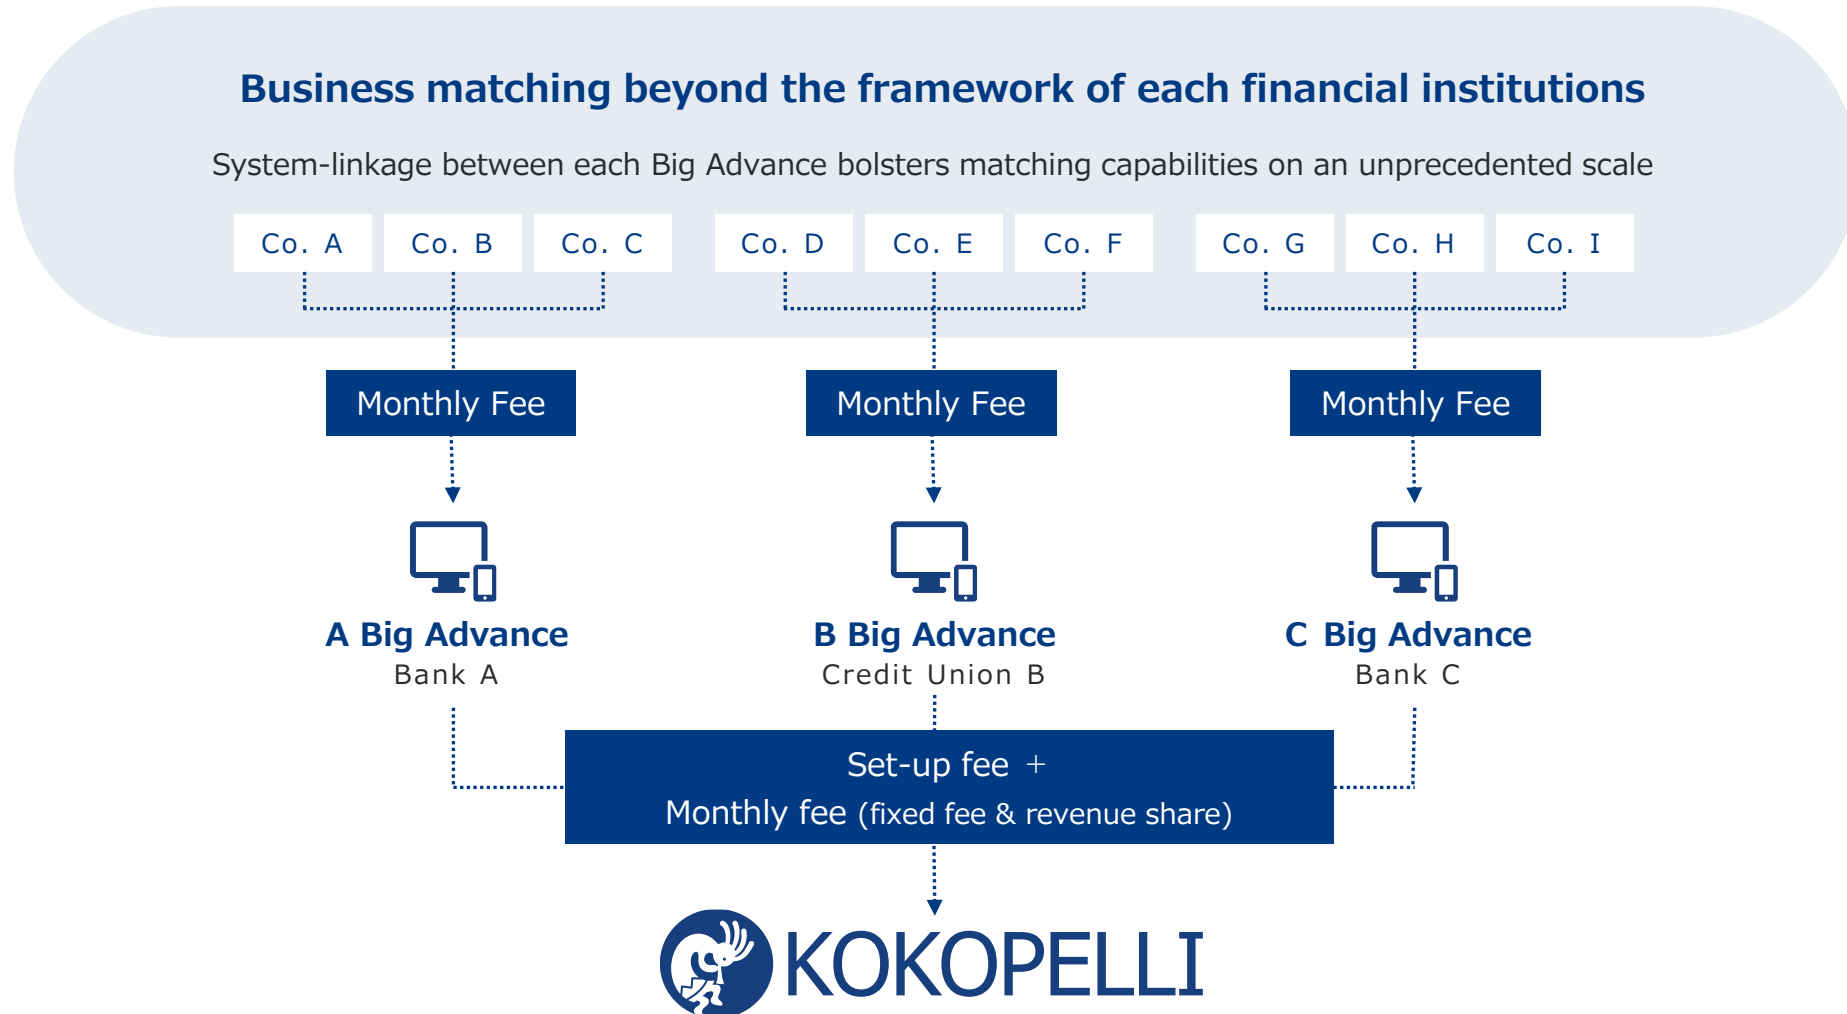 Business matching beyond the framework of each financial institutions
System-linkage between each Big Advance bolsters matching capabilities on an unprecedented scale
Co. A Co. B Co. C Co. D Co. E Co. F Co. G Co. H Co. I
Monthly Fee Monthly Fee Monthly Fee
A Big Advance B Big Advance C Big Advance
Bank A Credit Union B Bank C
Set-up fee +
Monthly fee (fixed fee & revenue share)
KOKOPELLI